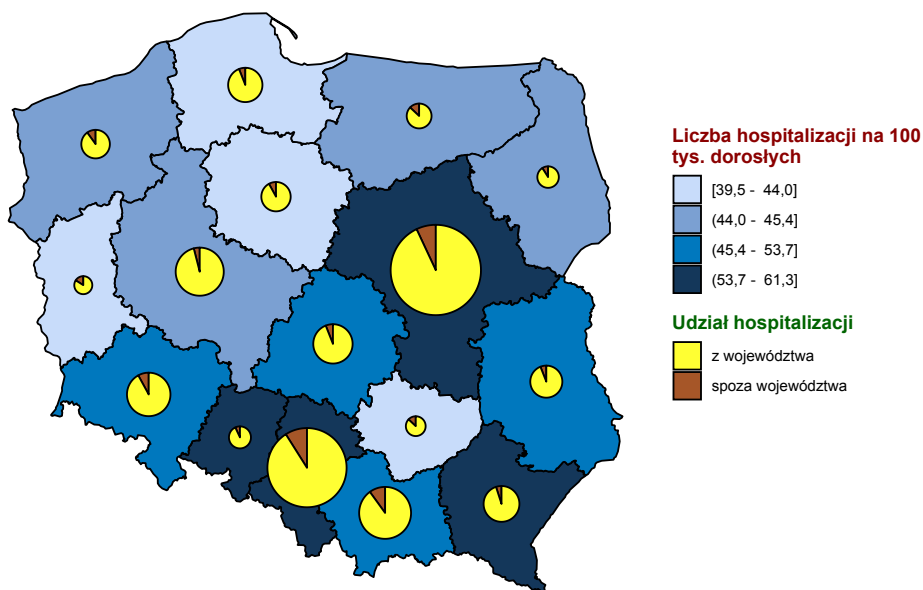 Liczba hospitalizacji na 100
tys. dorosłych
[39,5 - 44,0]
(44,0 - 45,4]
(45,4 - 53,7]
(53,7 - 61,3]
Udział hospitalizacji
z województwa
spoza województwa